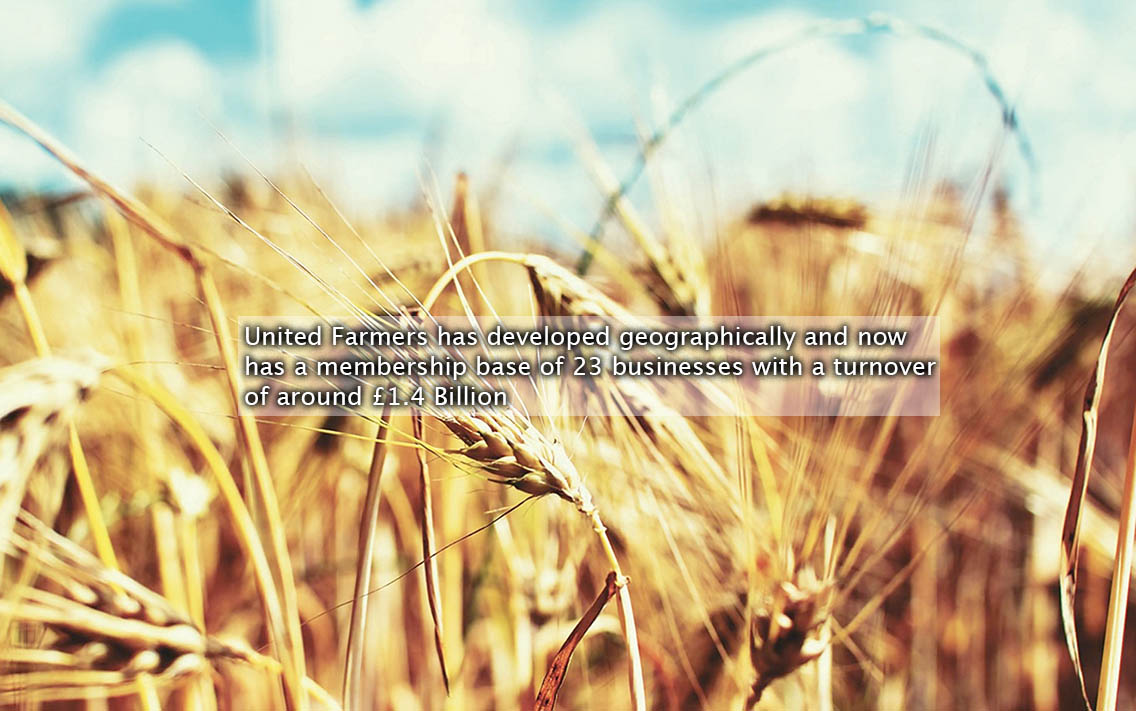 United Farmers has developed geographically and now
has a membership base of 23 businesses with a turnover
of around £1.4 Billion